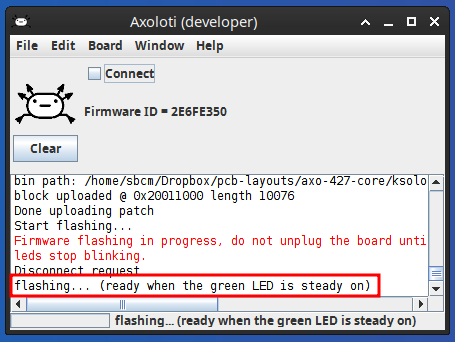 Axoloti (developer)
File Edit Board Window Help
Connect
Firmware ID = 2E6FE350
Clear
bin path: /home/sbcm/Dropbox/pcb-layouts/axo-427-core/ksolo
block uploaded @ 0x20011000 length 10076
Done uploading patch
Start flashing...
Firmware flashing in progress, do not unplug the board unti
leds stop blinking.
Disconnect request
flashing... (ready when the green LED is steady on)
flashing... (ready when the green LED is steady on)